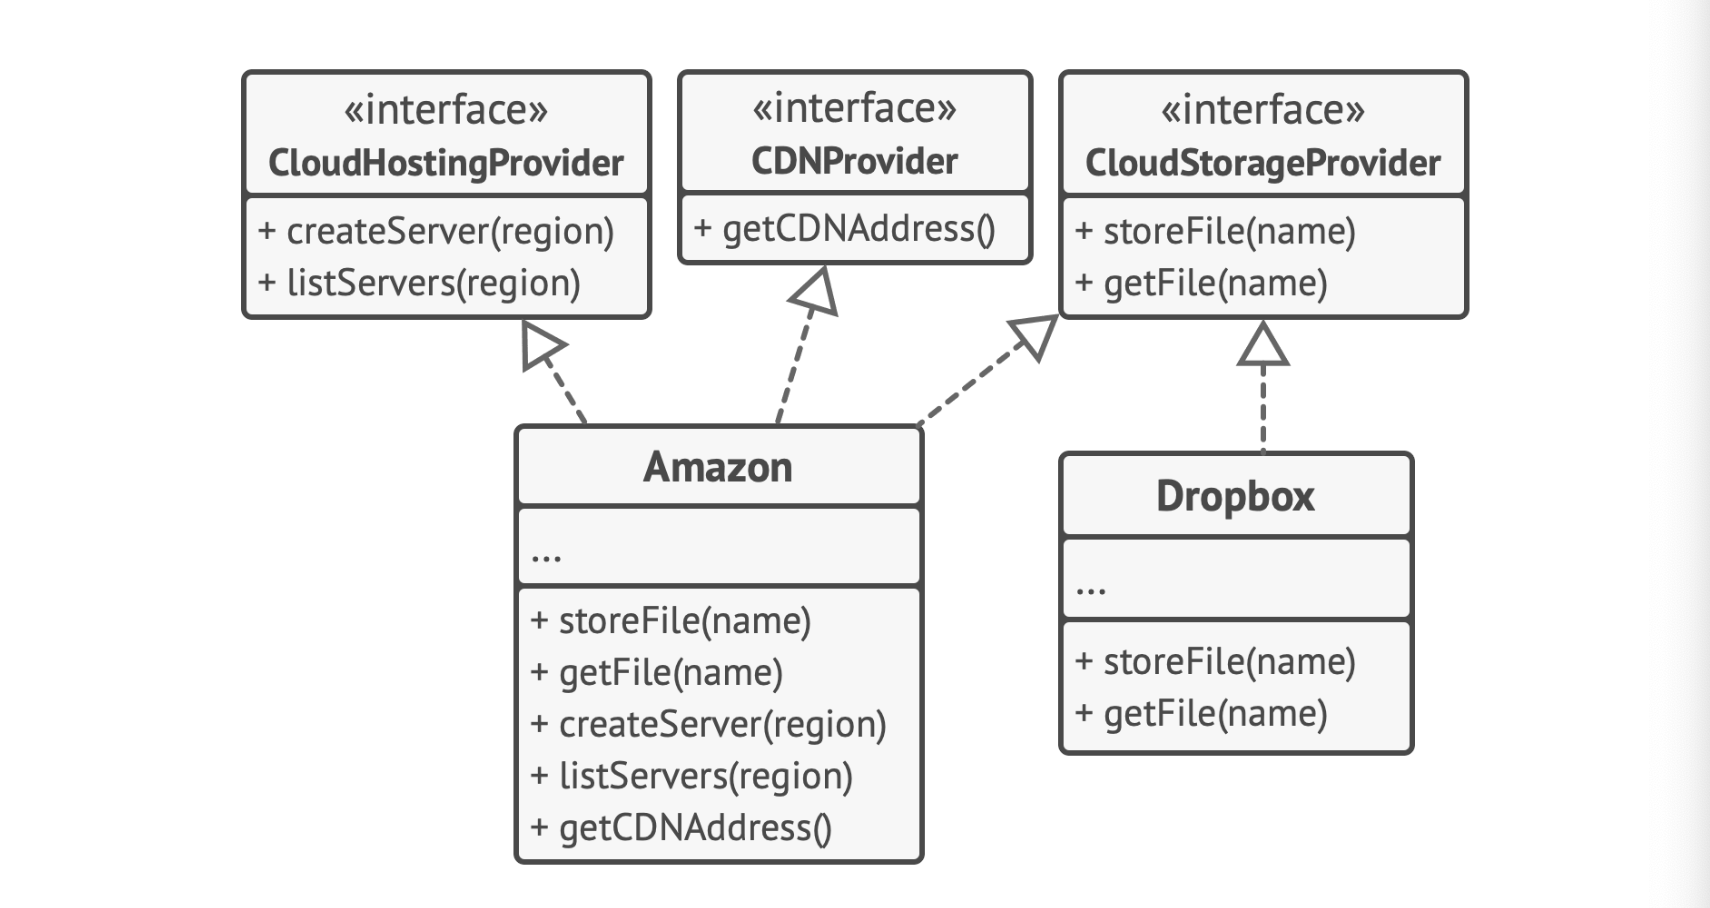 «interface»
CloudHostingProvider
+ createServer(region)
+ listServers(region)
«interface»
CDNProvider
+ getCDNAddress()
«interface»
CloudStorageProvider
+ storeFile(name)
+ getFile(name)
Amazon
...
+ storeFile(name)
+ getFile(name)
+ createServer(region)
+ listServers(region)
+ getCDNAddress()
Dropbox
...
+ storeFile(name)
+ getFile(name)